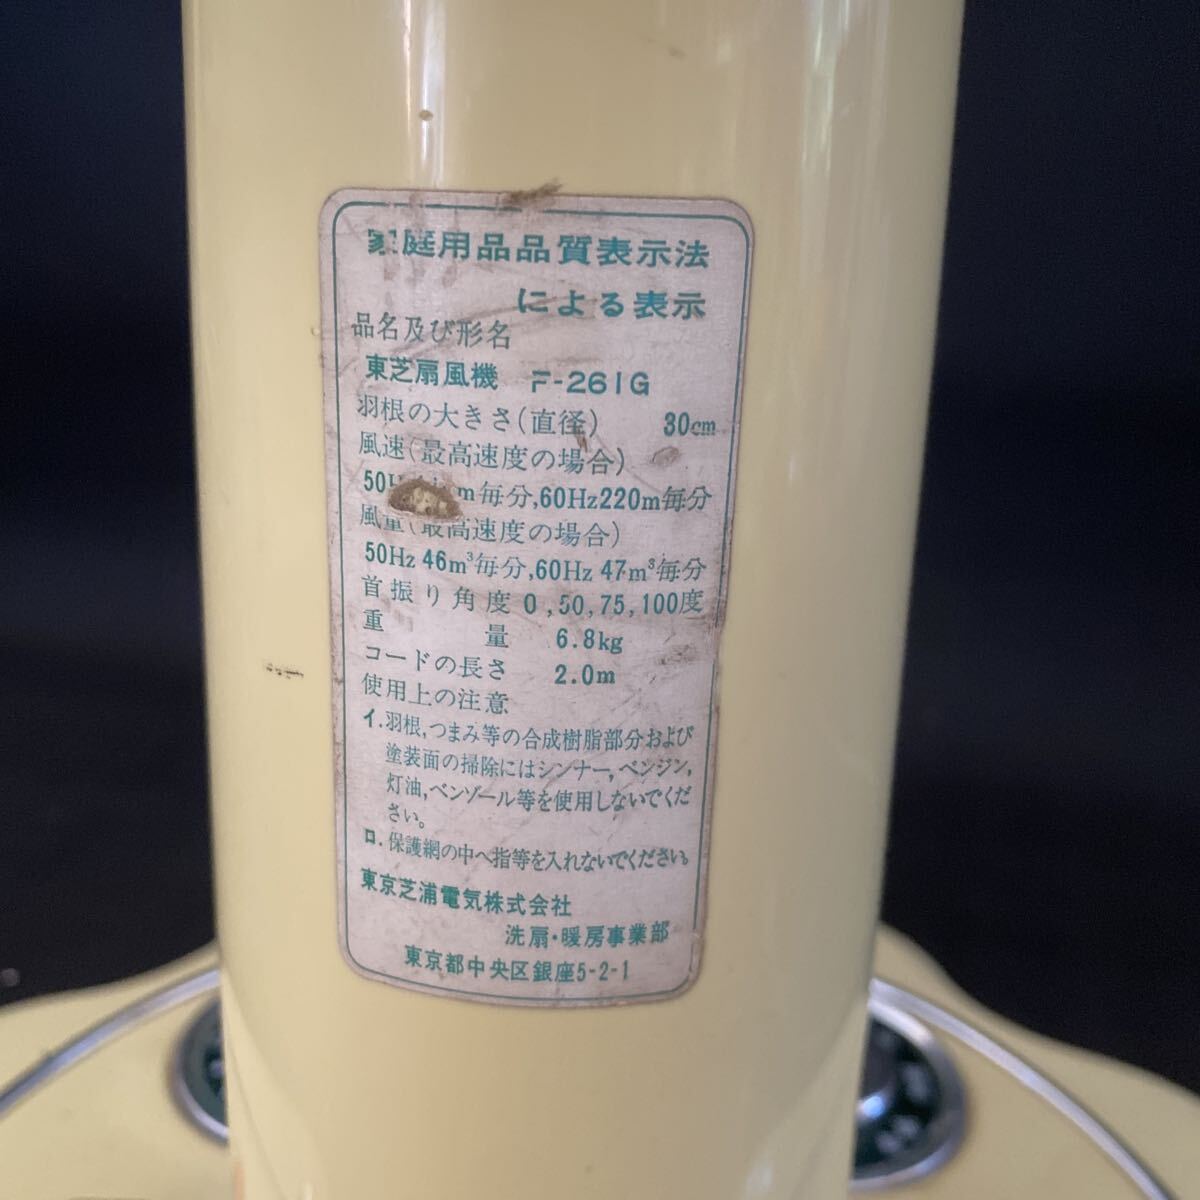 家庭用品品質表示法
による表示
品名及び形名
東芝扇風機 F-261G
羽根の大きさ(直径) 30cm
風速(最高速度の場合)
50Hz m毎分,60Hz220m毎分
風量(最高速度の場合)
50Hz 46m³毎分,60Hz 47m³毎分
首振り角度 0,50,75,100度
重量 6.8kg
コードの長さ 2.0m
使用上の注意
イ.羽根,つまみ等の合成樹脂部分および
塗装面の掃除にはシンナー,ベンジン,
灯油,ベンゾール等を使用しないでくだ
さい。
ロ.保護網の中へ指等を入れないでください。
東京芝浦電気株式会社
洗扇・暖房事業部
東京都中央区銀座5-2-1